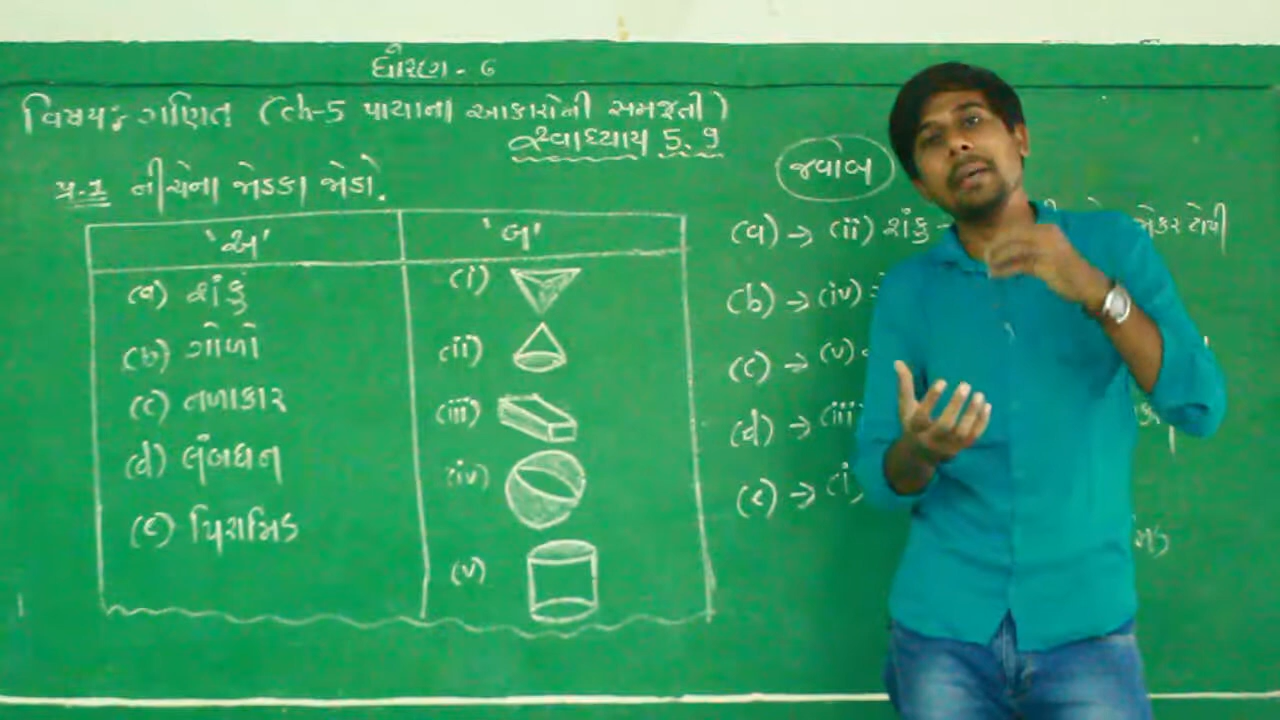 ધોરણ - ૬
વિષય : ગણિત (ch-5 પાયાના આકારોની સમજૂતી)
સ્વાધ્યાય 5.9
પ્ર-1 નીચેના જોડકા જોડો.
'અ' 'બ'
(a) શંકુ (i)
(b) ગોળો (ii)
(c) નળાકાર (iii)
(d) લંબઘન (iv)
(e) પિરામિડ (v)
જવાબ
(a) → (ii) શંકુ -
(b) → (iv)
(c) → (v)
(d) → (iii
(e) → (i)